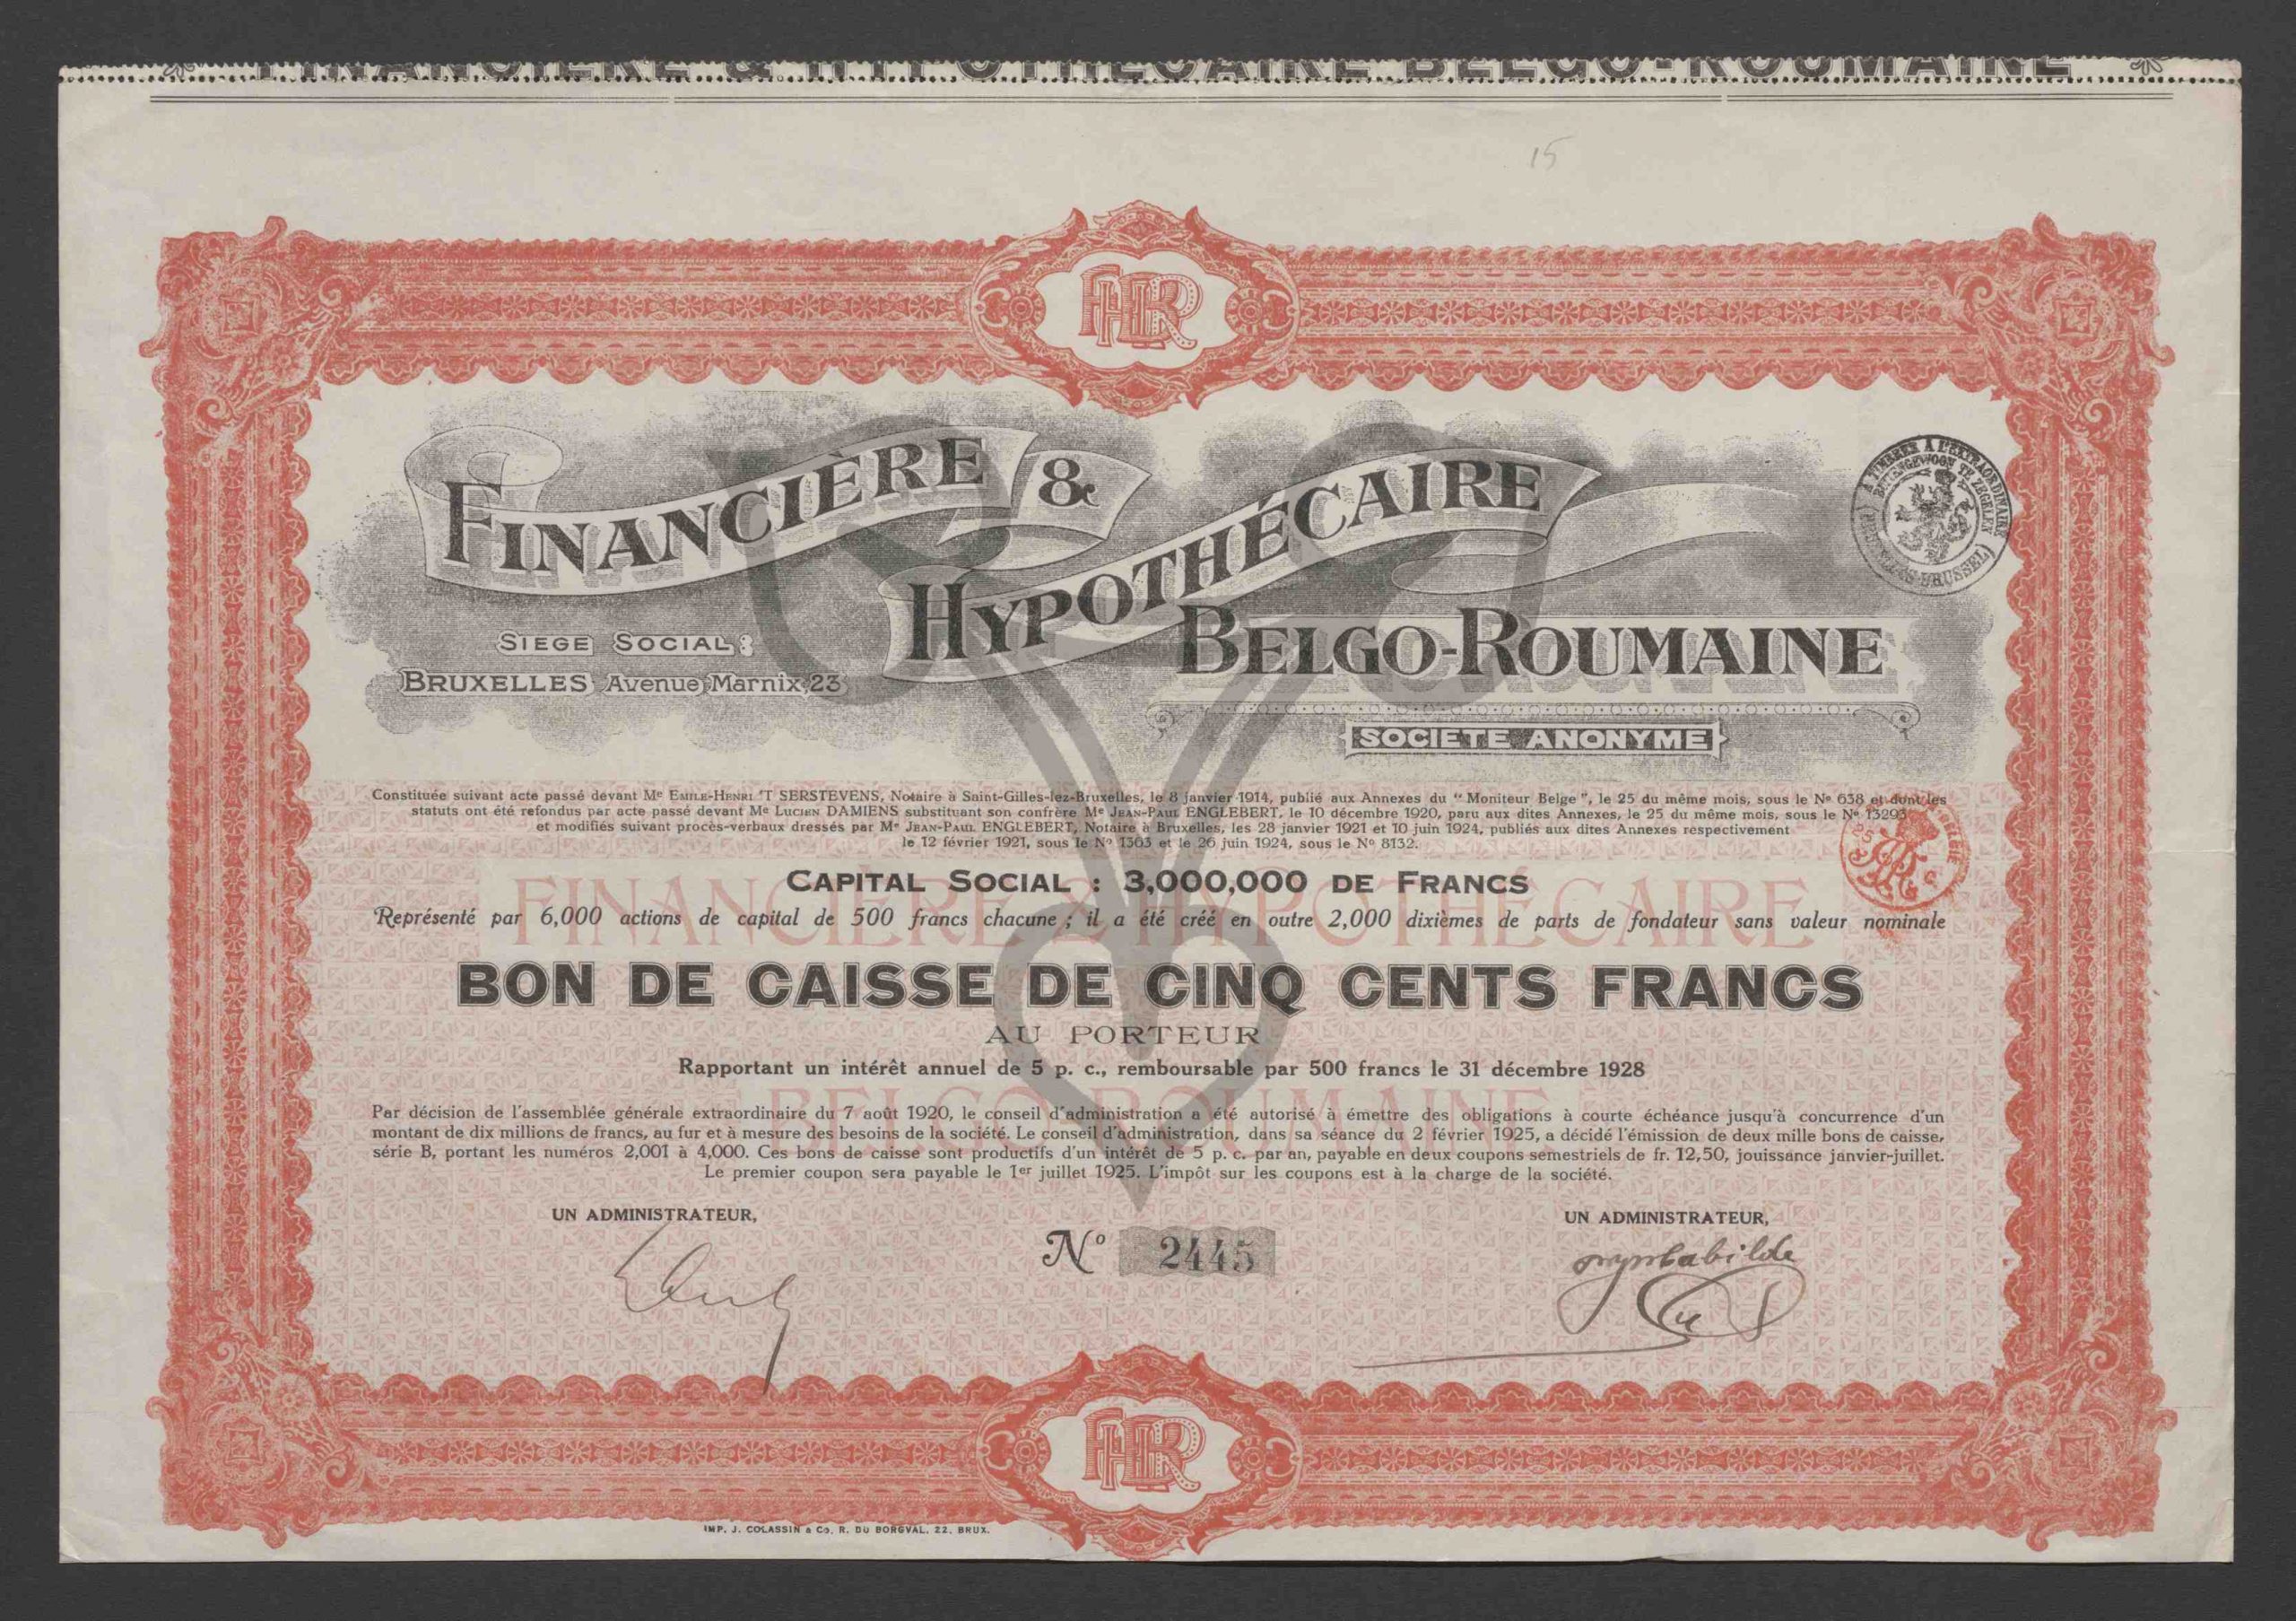 FINANCIÈRE & HYPOTHÉCAIRE BELGO-ROUMAINE
15
FHBR
FINANCIÈRE &
HYPOTHÉCAIRE
BELGO-ROUMAINE
SIEGE SOCIAL :
BRUXELLES Avenue Marnix, 23
SOCIETE ANONYME
A TIMBRER A L'EXTRAORDINAIRE
BUITENGEWOON TE ZEGELEN
(BRUXELLES-BRUSSEL)
Constituée suivant acte passé devant Me EMILE-HENRI 'T SERSTEVENS, Notaire à Saint-Gilles-lez-Bruxelles, le 8 janvier 1914, publié aux Annexes du “ Moniteur Belge ”, le 25 du même mois, sous le No 638 et dont les
statuts ont été refondus par acte passé devant Me LUCIEN DAMIENS substituant son confrère Me JEAN-PAUL ENGLEBERT, le 10 décembre 1920, paru aux dites Annexes, le 25 du même mois, sous le No 13293
et modifiés suivant procès-verbaux dressés par Me JEAN-PAUL ENGLEBERT, Notaire à Bruxelles, les 28 janvier 1921 et 10 juin 1924, publiés aux dites Annexes respectivement
le 12 février 1921, sous le No 1363 et le 26 juin 1924, sous le No 8132.
CAPITAL SOCIAL : 3,000,000 DE FRANCS
Représenté par 6,000 actions de capital de 500 francs chacune ; il a été créé en outre 2,000 dixièmes de parts de fondateur sans valeur nominale
FINANCIÈRE & HYPOTHÉCAIRE
BON DE CAISSE DE CINQ CENTS FRANCS
AU PORTEUR
Rapportant un intérêt annuel de 5 p. c., remboursable par 500 francs le 31 décembre 1928
BELGO-ROUMAINE
Par décision de l'assemblée générale extraordinaire du 7 août 1920, le conseil d'administration a été autorisé à émettre des obligations à courte échéance jusqu'à concurrence d'un
montant de dix millions de francs, au fur et à mesure des besoins de la société. Le conseil d'administration, dans sa séance du 2 février 1925, a décidé l'émission de deux mille bons de caisse,
série B, portant les numéros 2,001 à 4,000. Ces bons de caisse sont productifs d'un intérêt de 5 p. c. par an, payable en deux coupons semestriels de fr. 12,50, jouissance janvier-juillet.
Le premier coupon sera payable le 1er juillet 1925. L'impôt sur les coupons est à la charge de la société.
UN ADMINISTRATEUR,
UN ADMINISTRATEUR,
No 2445
FHBR
IMP. J. COLASSIN & Co, R. DU BORGVAL, 22, BRUX.